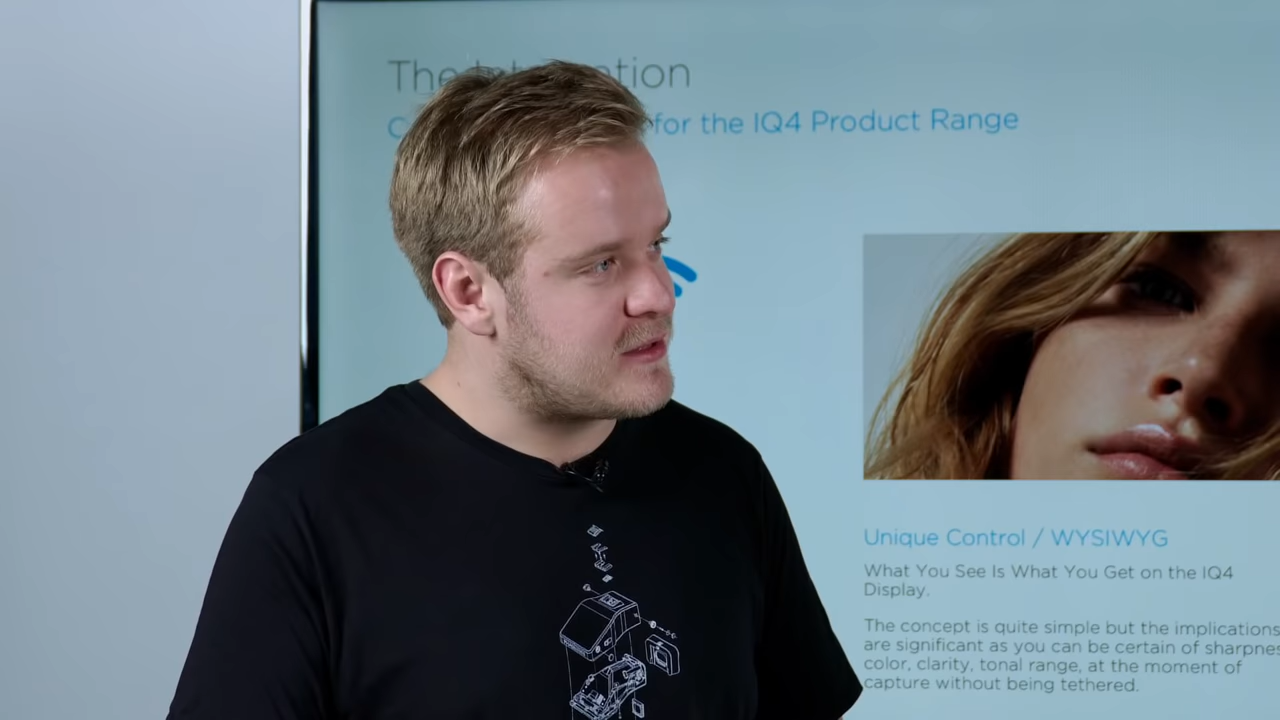 The
for the IQ4 Product Range
Unique Control / WYSIWYG
What You See Is What You Get on the IQ4
Display.
The concept is quite simple but the implications
are significant as you can be certain of sharpnes
color, clarity, tonal range, at the moment of
capture without being tethered.